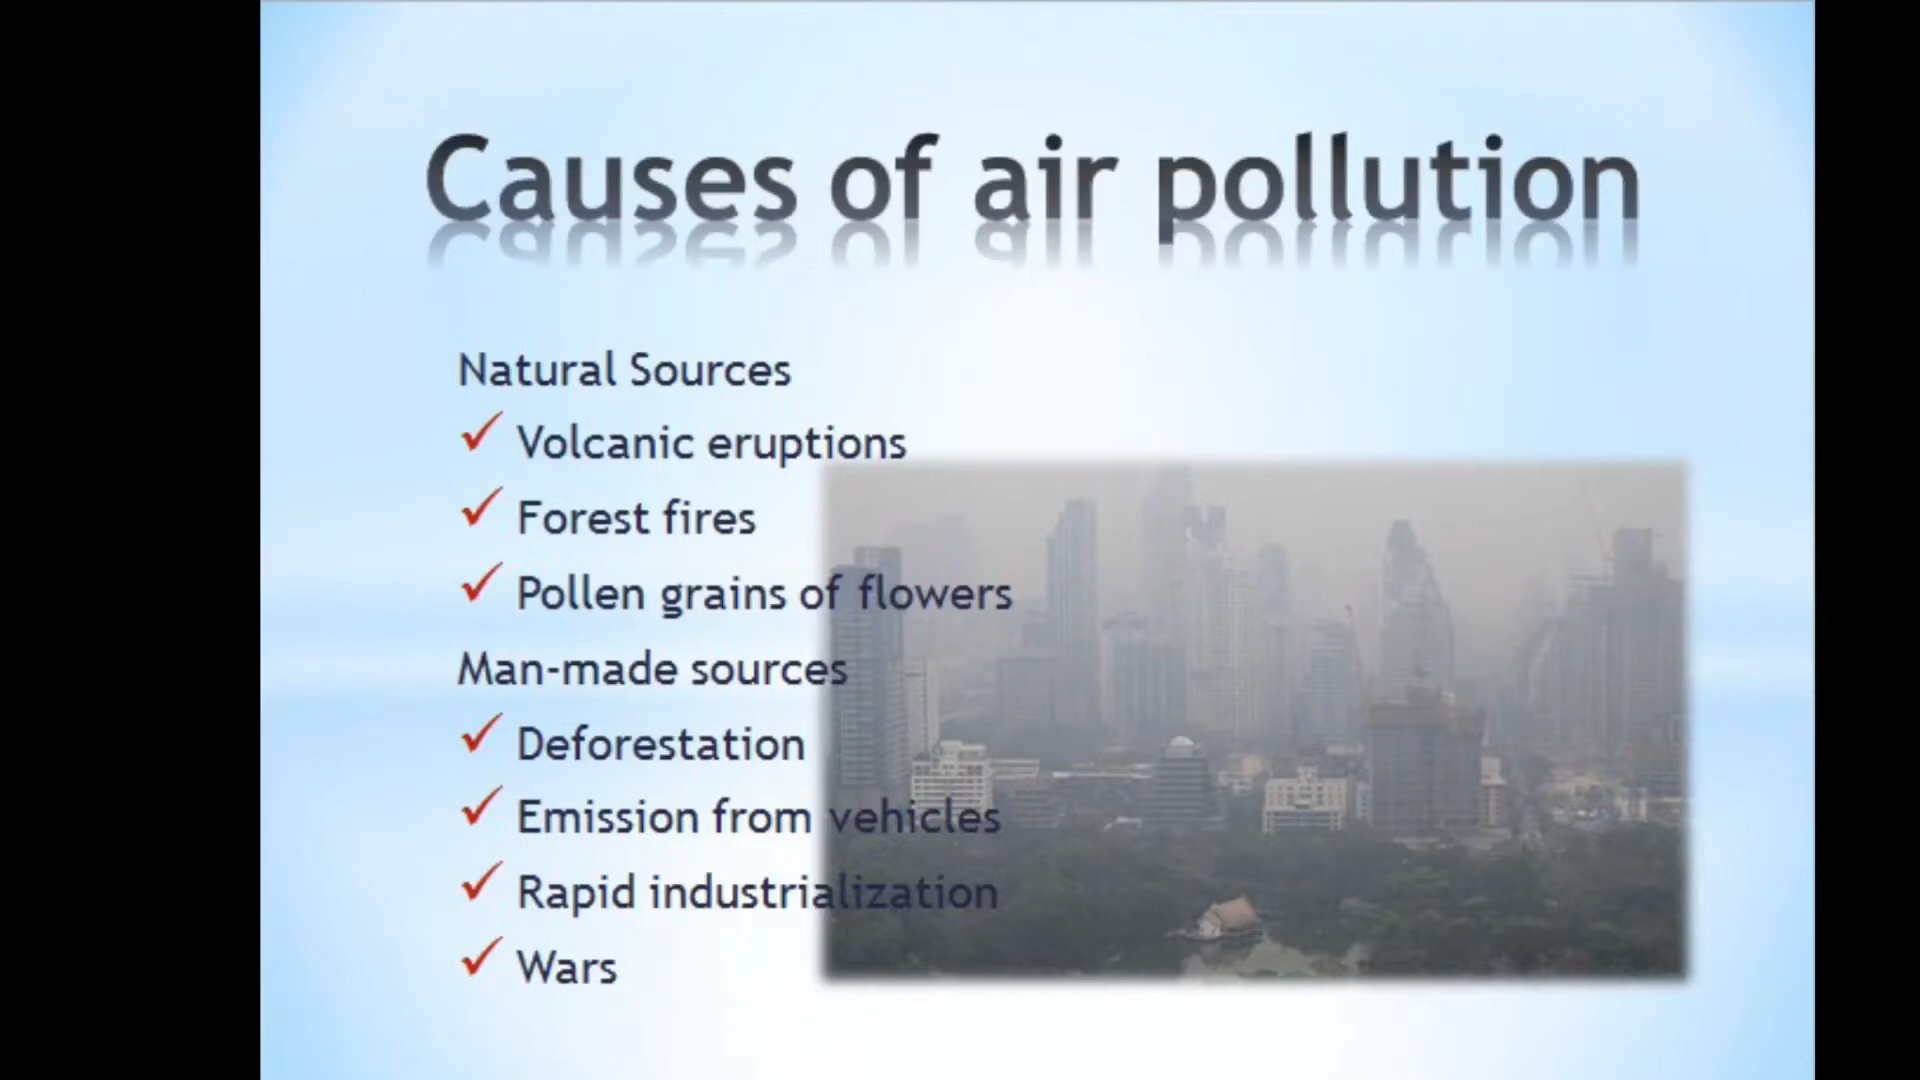 Causes of air pollution
Natural Sources
✓ Volcanic eruptions
✓ Forest fires
✓ Pollen grains of flowers
Man-made sources
✓ Deforestation
✓ Emission from vehicles
✓ Rapid industrialization
✓ Wars